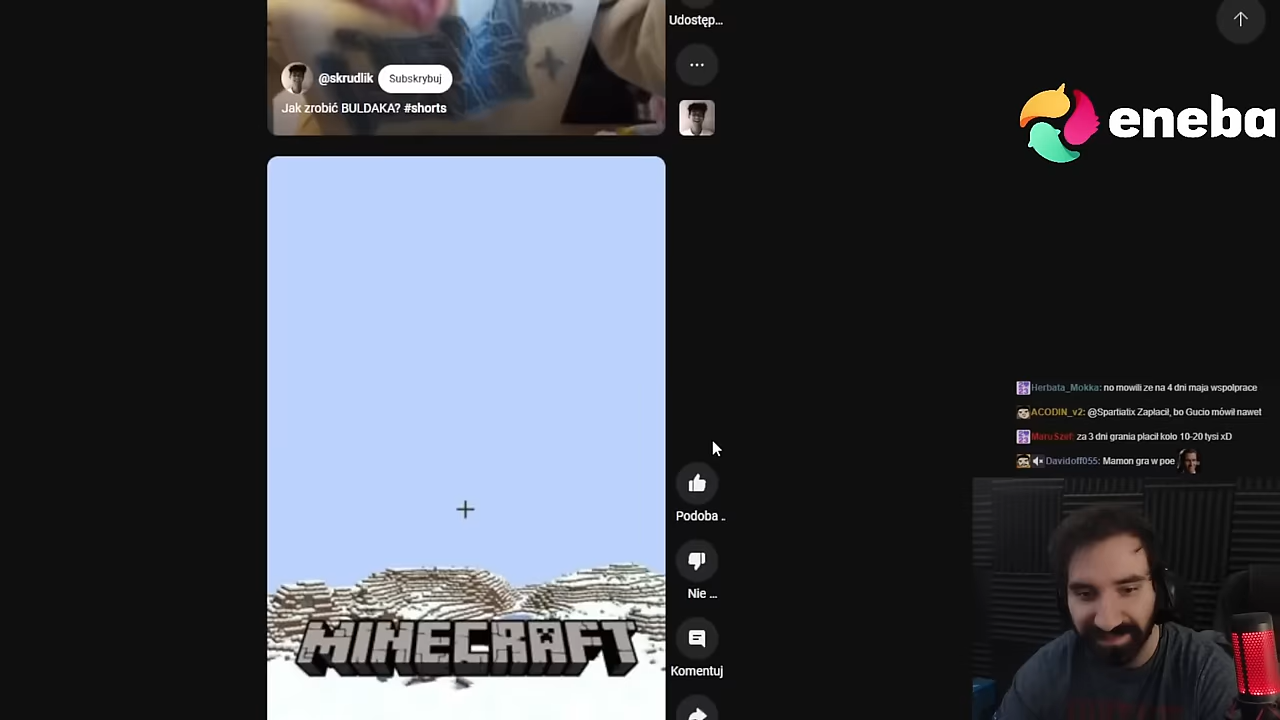 Udostęp...
@skrudlik
Subskrybuj
Jak zrobić BULDAKA? #shorts
eneba
Herbata_Mokka: no mowili ze na 4 dni maja wspolprace
ACODIN_v2: @Spartiatix Zapłacił, bo Gucio mówił nawet
MaruSzef: za 3 dni grania placił koło 10-20 tysi xD
Davidoff055: Mamon gra w poe
Podoba ..
Nie ...
MINECRAFT
Komentuj